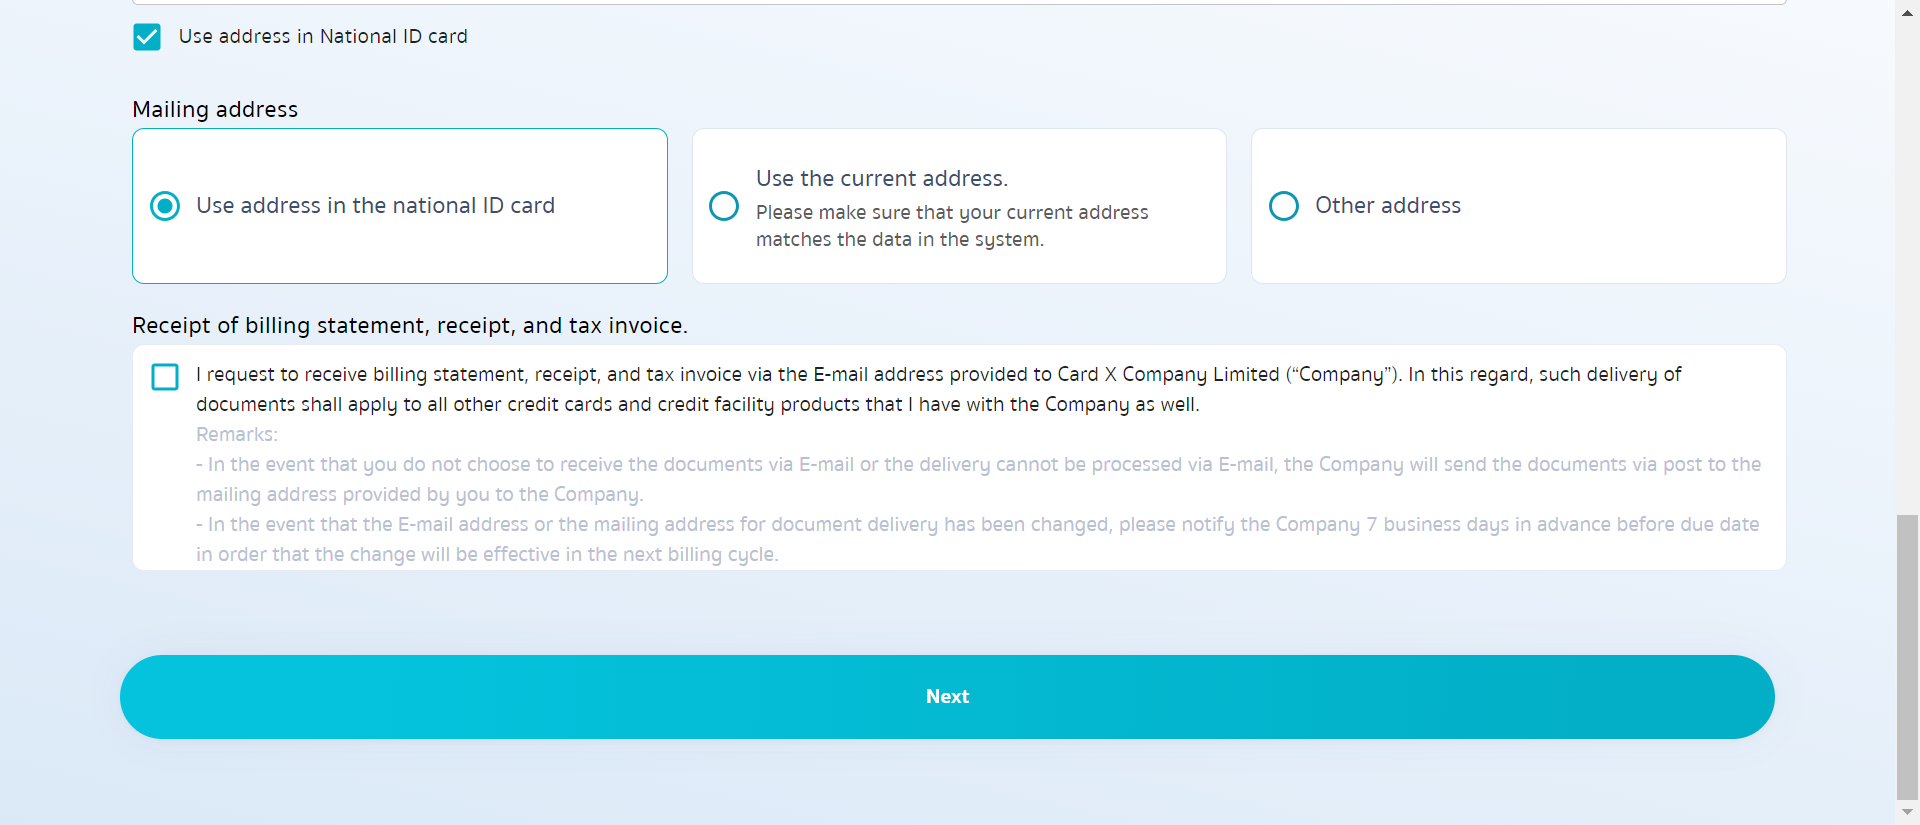 Use address in National ID card
Mailing address
Use address in the national ID card
Use the current address.
Please make sure that your current address
matches the data in the system.
Other address
Receipt of billing statement, receipt, and tax invoice.
I request to receive billing statement, receipt, and tax invoice via the E-mail address provided to Card X Company Limited (“Company”). In this regard, such delivery of
documents shall apply to all other credit cards and credit facility products that I have with the Company as well.
Remarks:
- In the event that you do not choose to receive the documents via E-mail or the delivery cannot be processed via E-mail, the Company will send the documents via post to the
mailing address provided by you to the Company.
- In the event that the E-mail address or the mailing address for document delivery has been changed, please notify the Company 7 business days in advance before due date
in order that the change will be effective in the next billing cycle.
Next